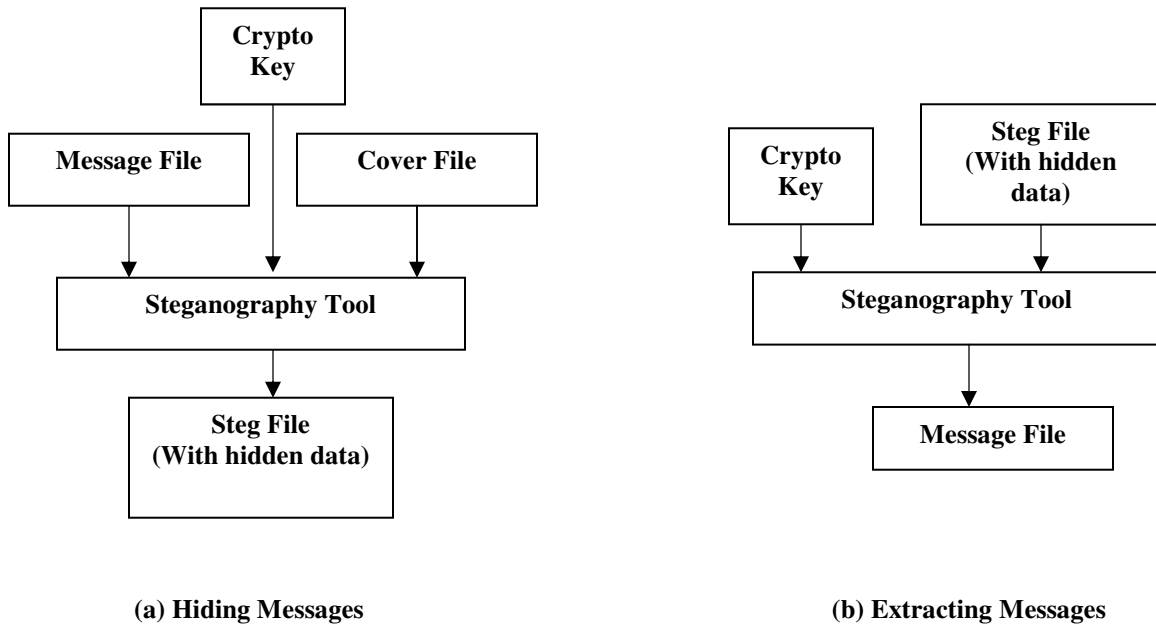 Crypto
Key
Message File
Cover File
Steganography Tool
Steg File
(With hidden data)
(a) Hiding Messages
Crypto
Key
Steg File
(With hidden
data)
Steganography Tool
Message File
(b) Extracting Messages